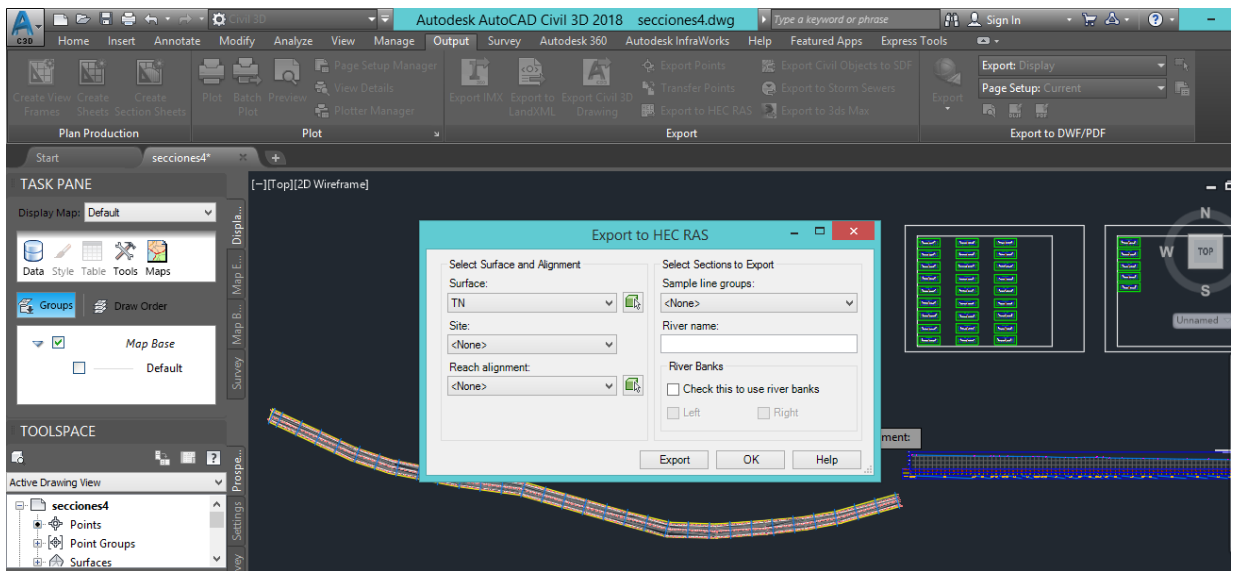 C3D
Civil 3D
Autodesk AutoCAD Civil 3D 2018 secciones4.dwg
Type a keyword or phrase
Sign In
Home Insert Annotate Modify Analyze View Manage Output Survey Autodesk 360 Autodesk InfraWorks Help Featured Apps Express Tools
Create View Frames
Create Sheets
Create Section Sheets
Plan Production
Plot
Batch Plot
Preview
Page Setup Manager
View Details
Plotter Manager
Plot
Export IMX
Export to LandXML
Export Civil 3D Drawing
Export Points
Transfer Points
Export to HEC RAS
Export Civil Objects to SDF
Export to Storm Sewers
Export to 3ds Max
Export
Export
Export: Display
Page Setup: Current
Export to DWF/PDF
Start
secciones4*
TASK PANE
Display Map: Default
Data Style Table Tools Maps
Groups
Draw Order
Map Base
Default
Displa...
Map E...
Map B...
Survey
TOOLSPACE
Active Drawing View
secciones4
Points
Point Groups
Surfaces
Prospe...
Settings
[−][Top][2D Wireframe]
Export to HEC RAS
Select Surface and Alignment
Surface:
TN
Site:
<None>
Reach alignment:
<None>
Select Sections to Export
Sample line groups:
<None>
River name:
River Banks
Check this to use river banks
Left
Right
Export
OK
Help
ment:
N
W
TOP
S
Unnamed